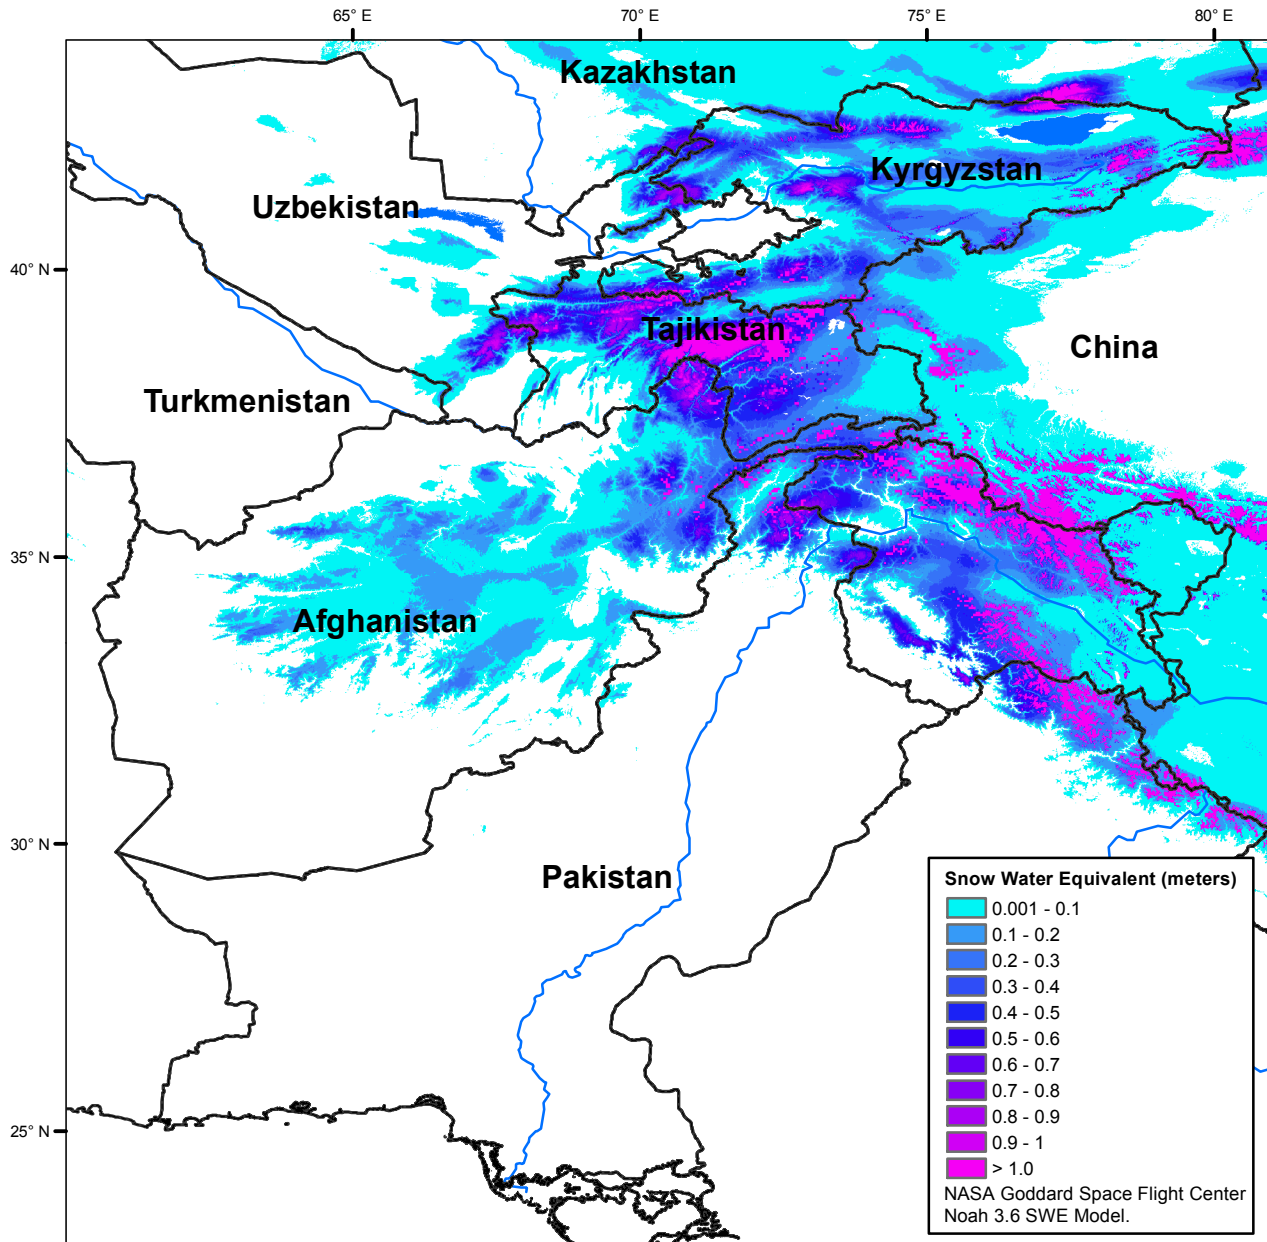 65° E
70° E
75° E
80° E
Kazakhstan
Kyrgyzstan
Uzbekistan
40° N
Tajikistan
China
Turkmenistan
35° N
Afghanistan
30° N
Pakistan
25° N
Snow Water Equivalent (meters)
0.001 - 0.1
0.1 - 0.2
0.2 - 0.3
0.3 - 0.4
0.4 - 0.5
0.5 - 0.6
0.6 - 0.7
0.7 - 0.8
0.8 - 0.9
0.9 - 1
> 1.0
NASA Goddard Space Flight Center
Noah 3.6 SWE Model.